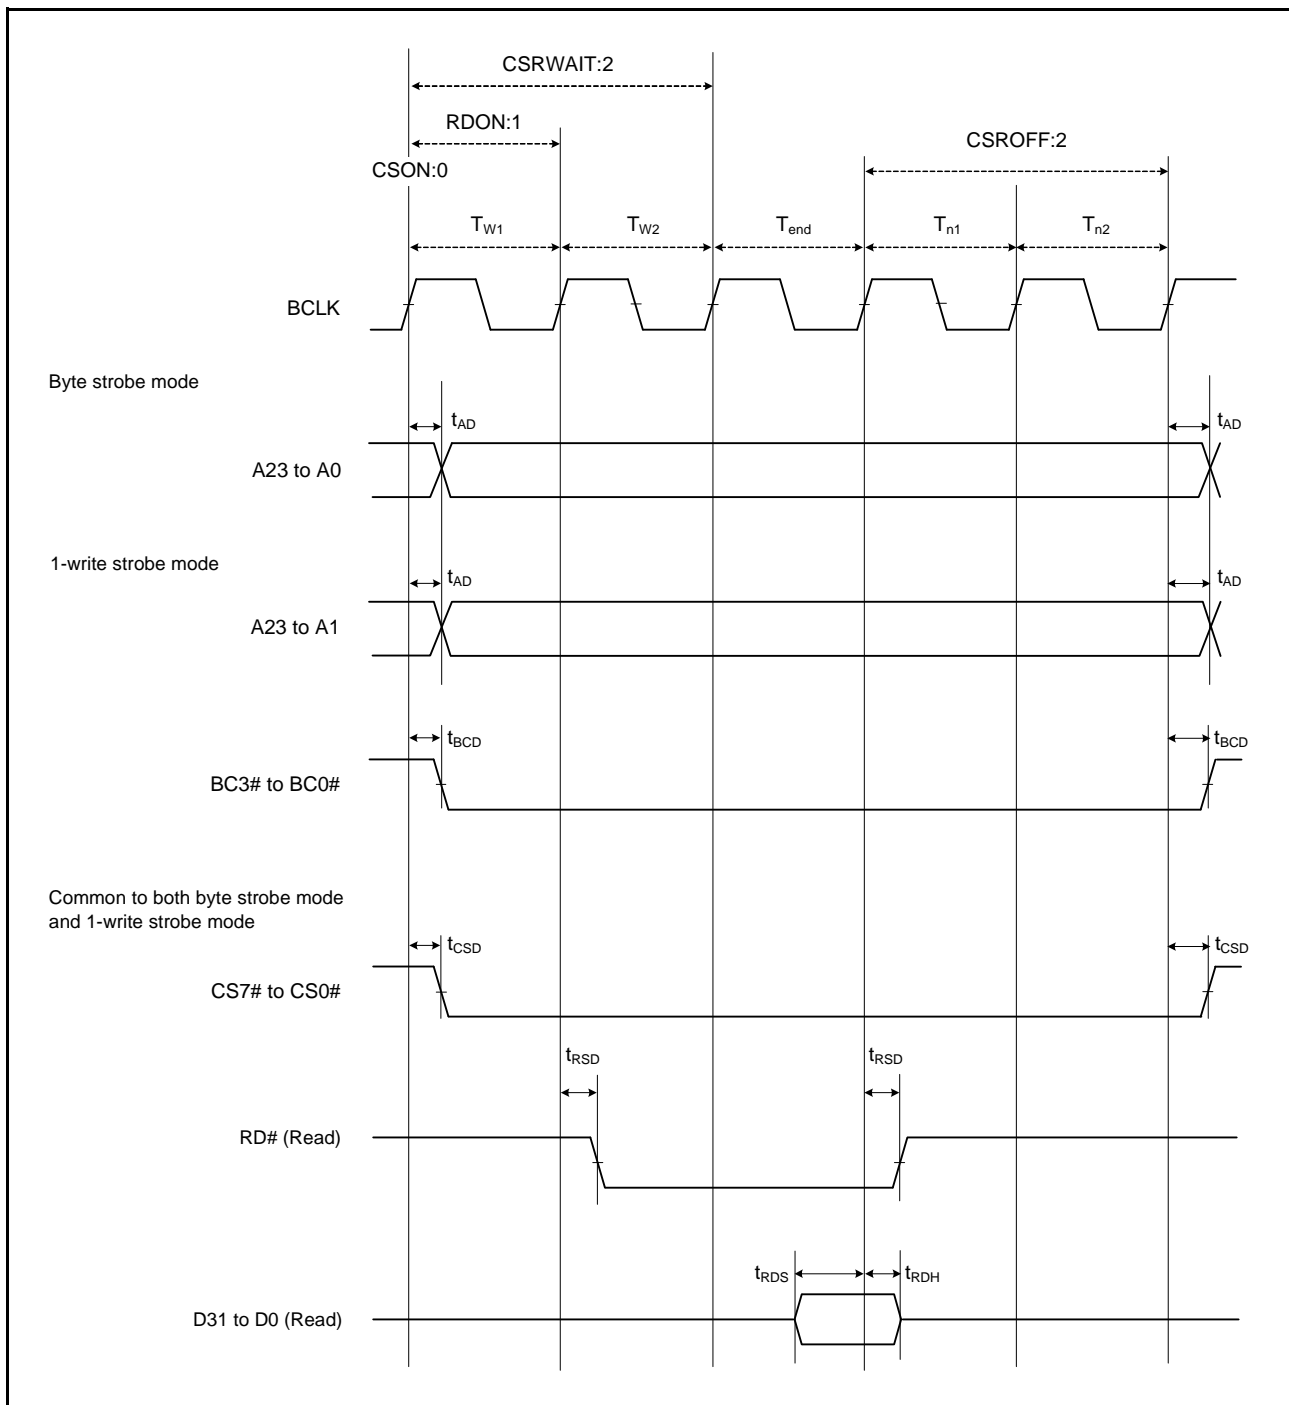 CSRWAIT:2
RDON:1
CSROFF:2
CSON:0
TW1
TW2
Tend
Tn1
Tn2
BCLK
Byte strobe mode
tAD
tAD
A23 to A0
1-write strobe mode
tAD
tAD
A23 to A1
tBCD
tBCD
BC3# to BC0#
Common to both byte strobe mode
and 1-write strobe mode
tCSD
tCSD
CS7# to CS0#
tRSD
tRSD
RD# (Read)
tRDS
tRDH
D31 to D0 (Read)